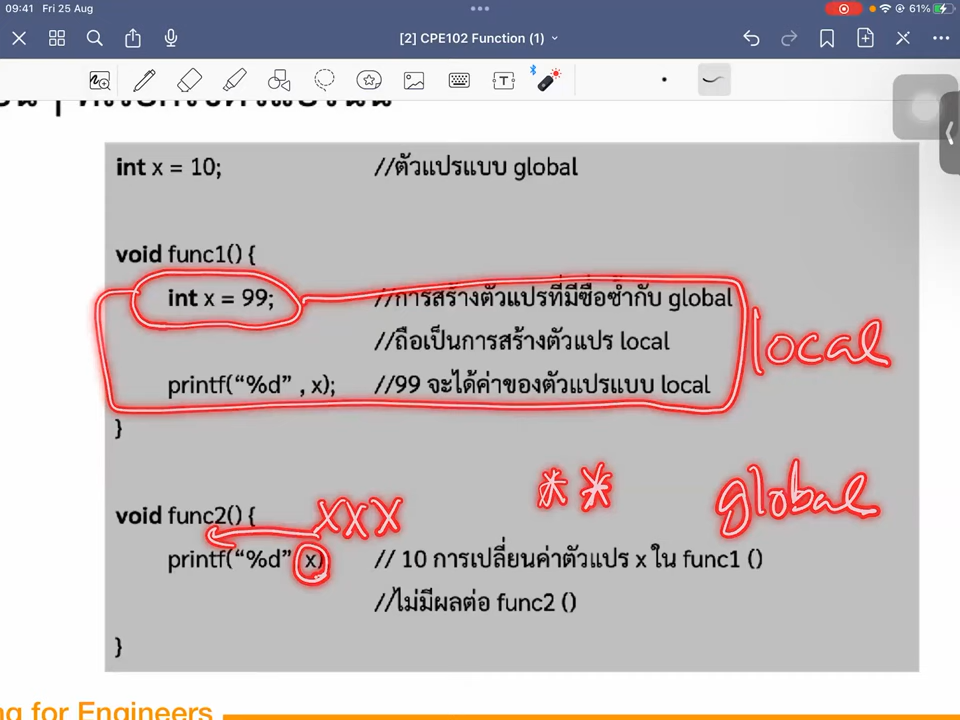 09:41 Fri 25 Aug
61%
[2] CPE102 Function (1)
int x = 10; //ตัวแปรแบบ global
void func1() {
int x = 99; //การสร้างตัวแปรที่มีชื่อซ้ำกับ global
//ถือเป็นการสร้างตัวแปร local
local
printf(“%d” , x); //99 จะได้ค่าของตัวแปรแบบ local
}
** global
void func2() { xxx
printf(“%d” x) // 10 การเปลี่ยนค่าตัวแปร x ใน func1 ()
//ไม่มีผลต่อ func2 ()
}
ng for Engineers